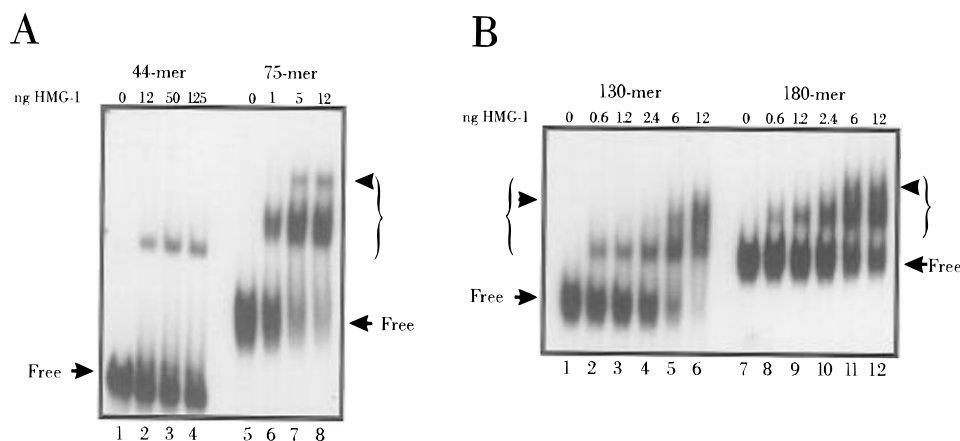 A
44-mer 75-mer
ng HMG-1 0 12 50 125 0 1 5 12
Free
Free
1 2 3 4 5 6 7 8
B
130-mer 180-mer
ng HMG-1 0 0.6 1.2 2.4 6 12 0 0.6 1.2 2.4 6 12
Free
Free
1 2 3 4 5 6 7 8 9 10 11 12